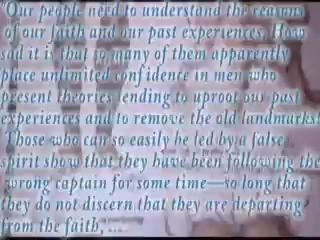 'Our people need to understand the reasons
of our faith and our past experiences. How
sad it is that so many of them apparently
place unlimited confidence in men who
present theories tending to uproot our past
experiences and to remove the old landmarks!
Those who can so easily be led by a false
spirit show that they have been following the
wrong captain for some time—so long that
they do not discern that they are departing
from the faith, ....